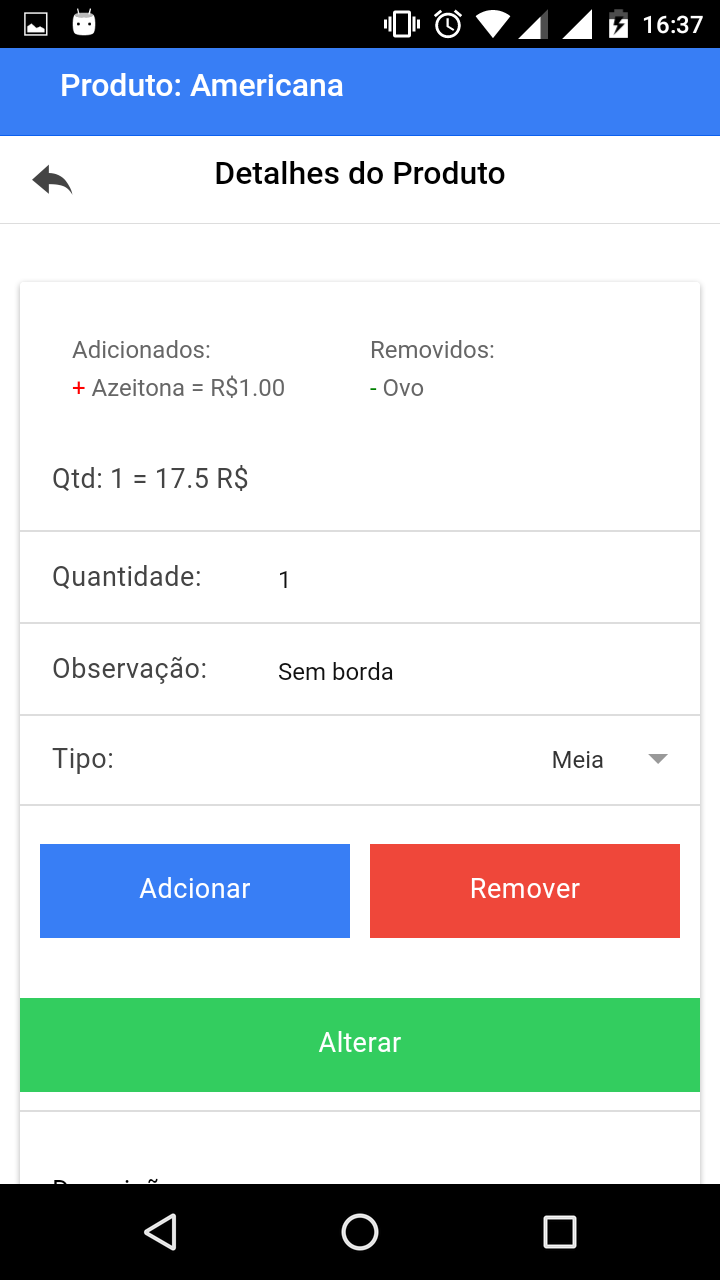 16:37
Produto: Americana
Detalhes do Produto
Adicionados:
+ Azeitona = R$1.00
Removidos:
- Ovo
Qtd: 1 = 17.5 R$
Quantidade: 1
Observação: Sem borda
Tipo: Meia
Adcionar
Remover
Alterar